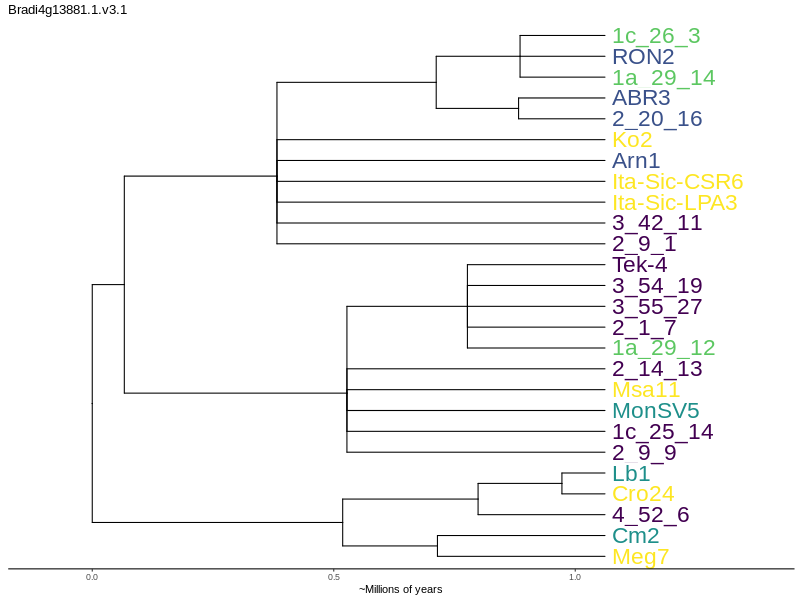 Bradi4g13881.1.v3.1
1c_26_3
RON2
1a_29_14
ABR3
2_20_16
Ko2
Arn1
Ita-Sic-CSR6
Ita-Sic-LPA3
3_42_11
2_9_1
Tek-4
3_54_19
3_55_27
2_1_7
1a_29_12
2_14_13
Msa11
MonSV5
1c_25_14
2_9_9
Lb1
Cro24
4_52_6
Cm2
Meg7
0.0 0.5 1.0
~Millions of years